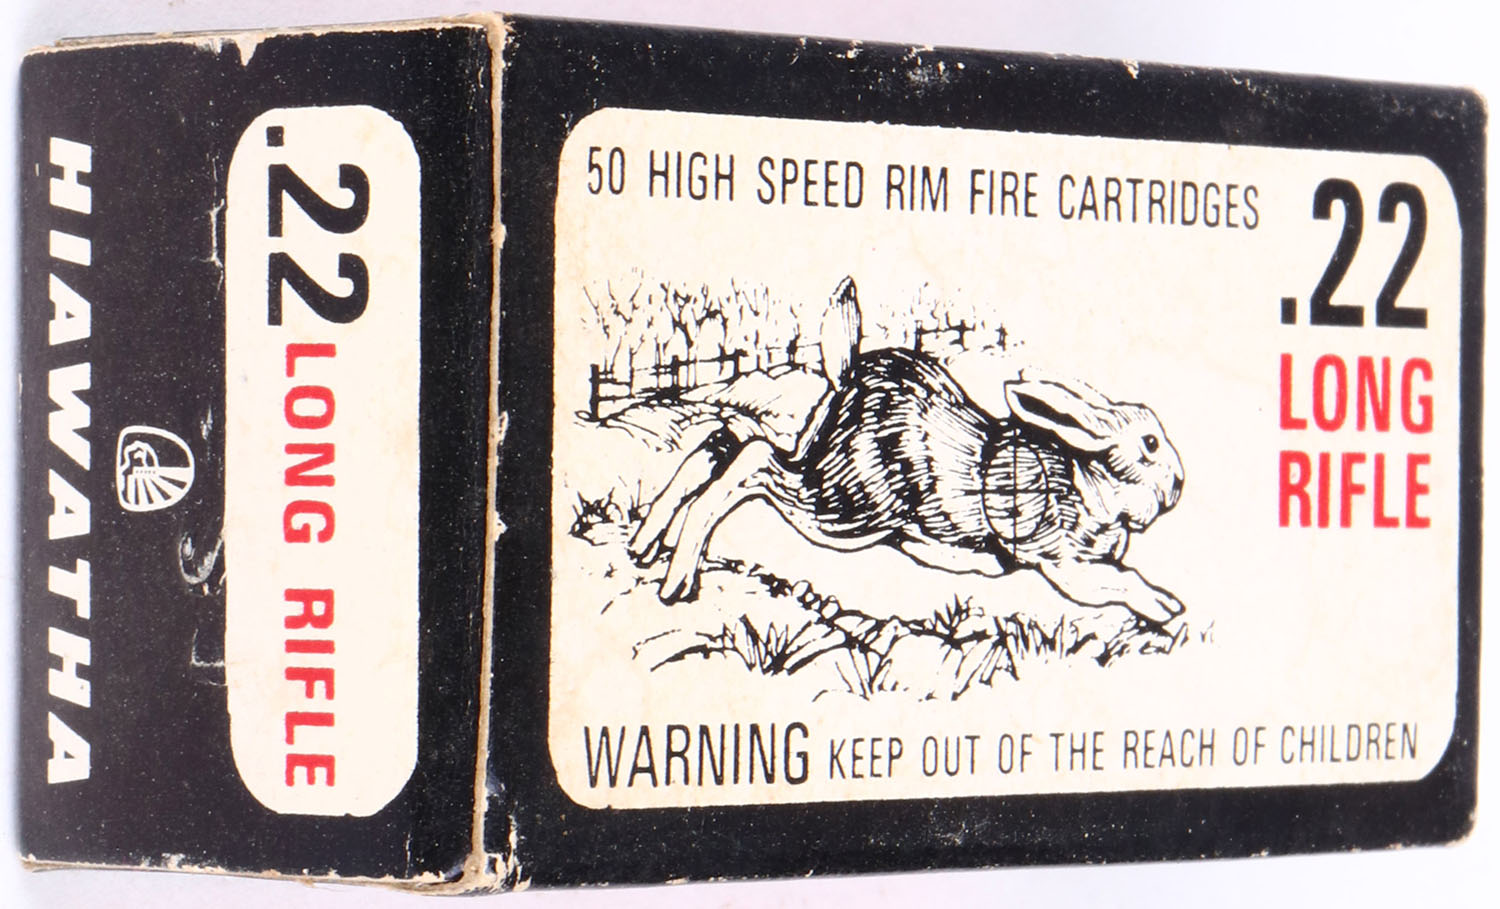 HIAWATHA
.22 LONG RIFLE
50 HIGH SPEED RIM FIRE CARTRIDGES
.22
LONG
RIFLE
WARNING KEEP OUT OF THE REACH OF CHILDREN